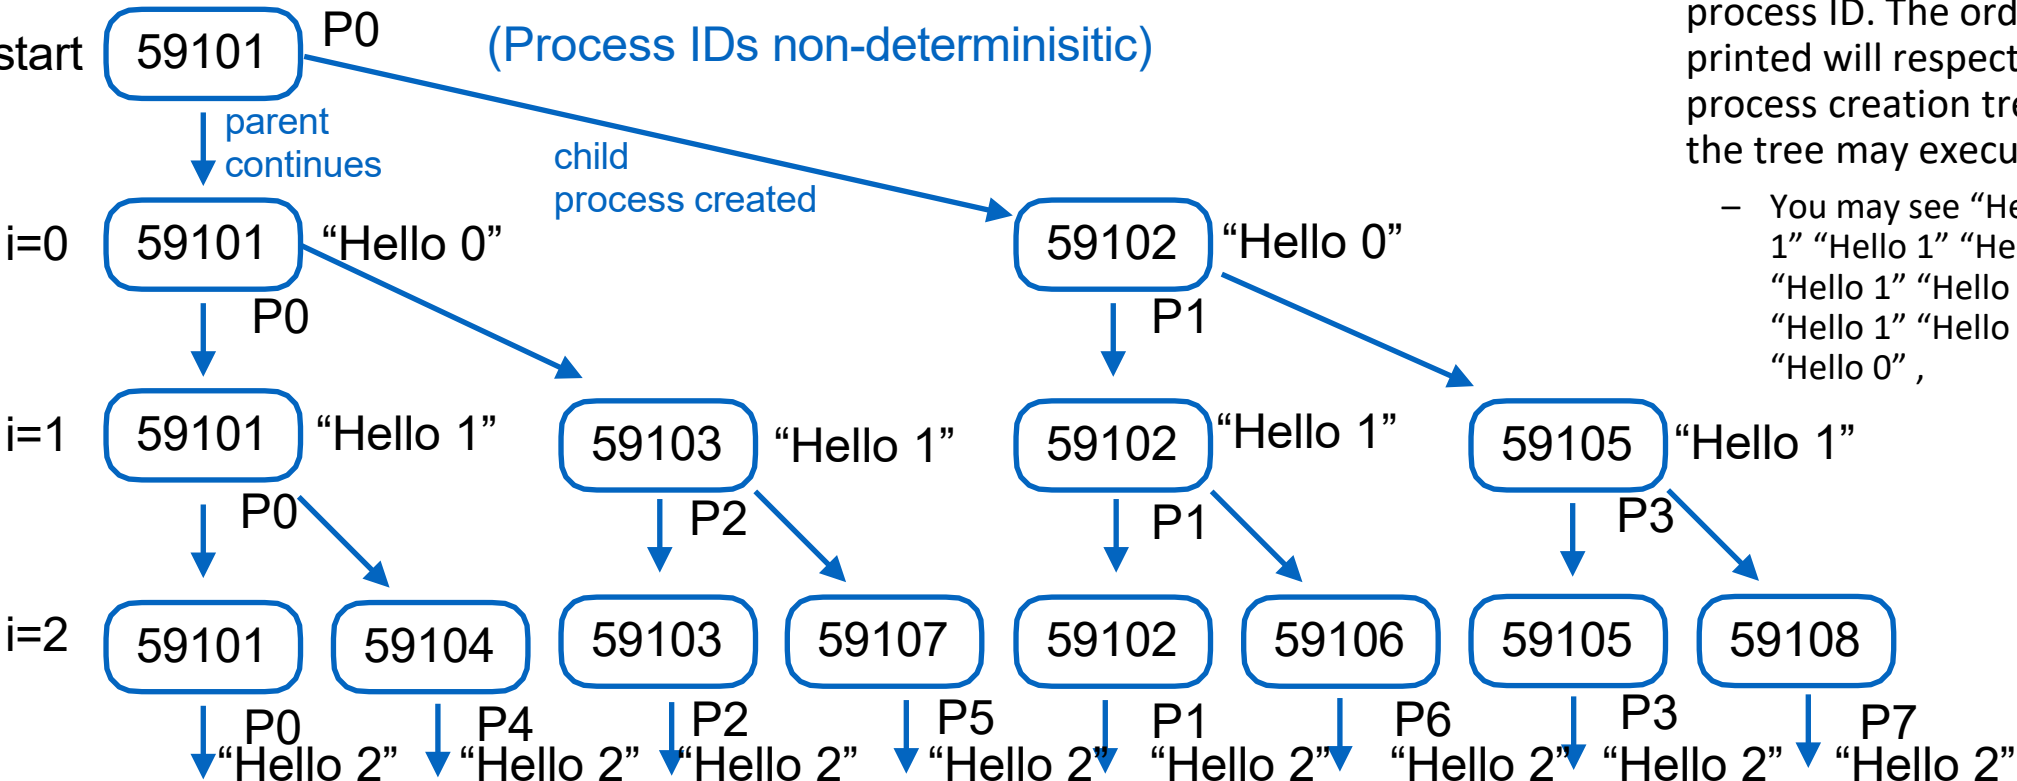 start 59101 P0 (Process IDs non-determinisitic)
parent
continues
child
process created
i=0 59101 “Hello 0” 59102 “Hello 0”
P0 P1
i=1 59101 “Hello 1” 59103 “Hello 1” 59102 “Hello 1” 59105 “Hello 1”
P0 P2 P1 P3
i=2 59101 59104 59103 59107 59102 59106 59105 59108
P0 P4 P2 P5 P1 P6 P3 P7
“Hello 2” “Hello 2” “Hello 2” “Hello 2” “Hello 2” “Hello 2” “Hello 2” “Hello 2”
process ID. The ord
printed will respect
process creation tre
the tree may execu
– You may see “He
1” “Hello 1” “He
“Hello 1” “Hello
“Hello 1” “Hello
“Hello 0” ,